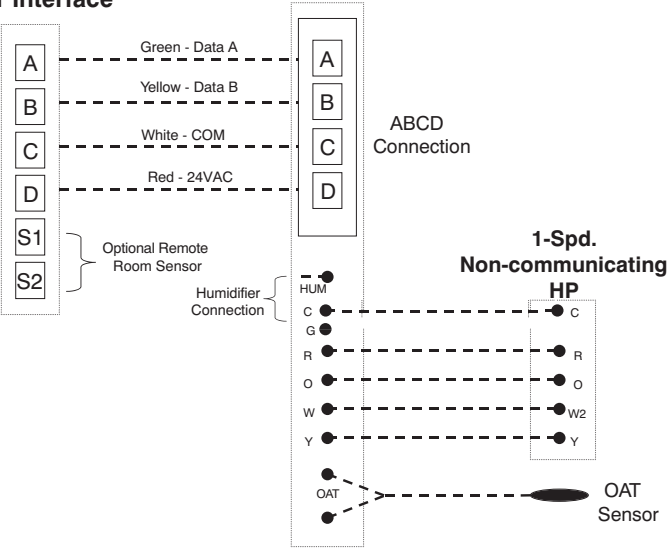 Interface
A
B
C
D
S1
S2
Green - Data A
Yellow - Data B
White - COM
Red - 24VAC
A
B
C
D
ABCD
Connection
Optional Remote
Room Sensor
Humidifier
Connection
HUM
C
G
R
O
W
Y
OAT
1-Spd.
Non-communicating
HP
C
R
O
W2
Y
OAT
Sensor